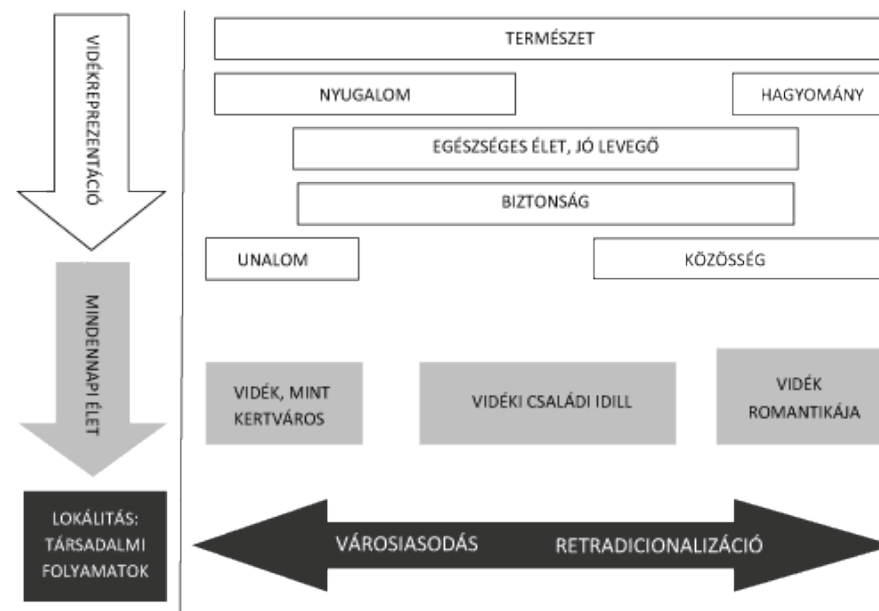 VIDÉKREPREZENTÁCIÓ
TERMÉSZET
NYUGALOM
HAGYOMÁNY
EGÉSZSÉGES ÉLET, JÓ LEVEGŐ
BIZTONSÁG
UNALOM
KÖZÖSSÉG
MINDENNAPI ÉLET
VIDÉK, MINT
KERTVÁROS
VIDÉKI CSALÁDI IDILL
VIDÉK
ROMANTIKÁJA
LOKÁLITÁS:
TÁRSADALMI
FOLYAMATOK
VÁROSIASODÁS
RETRADICIONALIZÁCIÓ